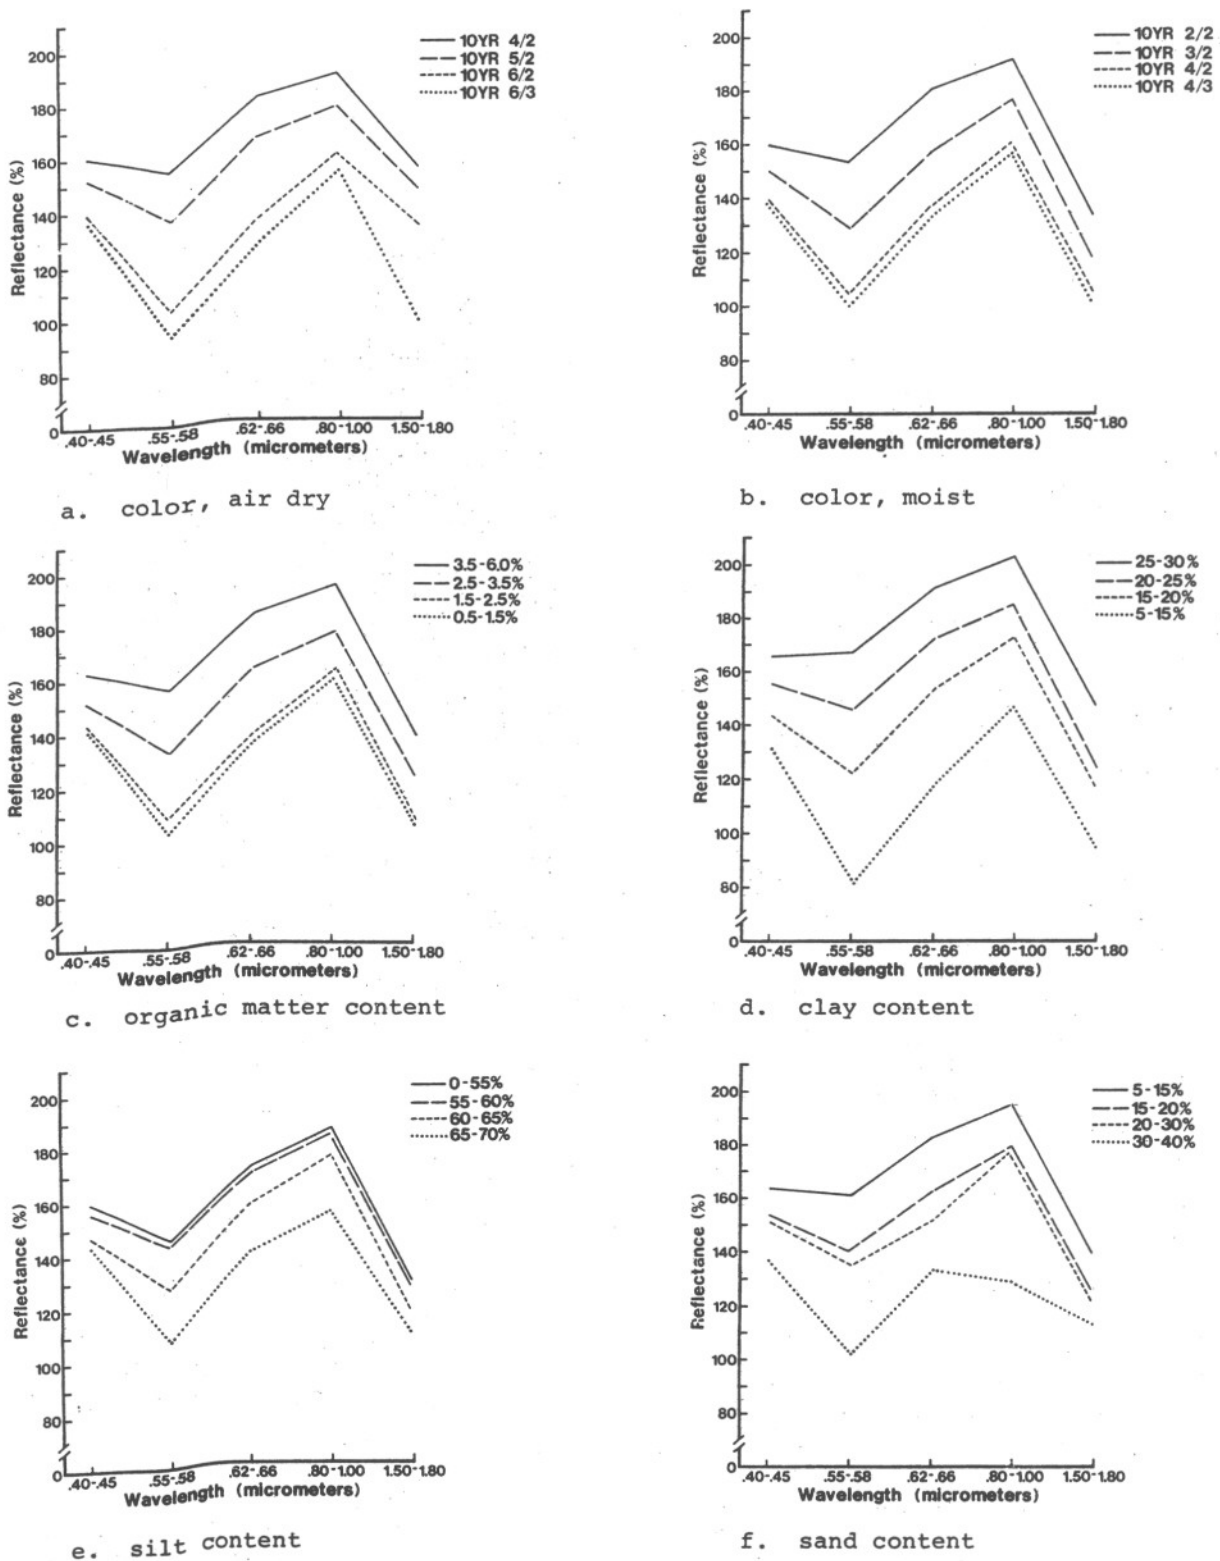 10YR 4/2
10YR 5/2
10YR 6/2
10YR 6/3
200
180
160
140
120
100
80
0
Reflectance (%)
.40-.45 .55-.58 .62-.66 .80-1.00 1.50-1.80
Wavelength (micrometers)
a. color, air dry
10YR 2/2
10YR 3/2
10YR 4/2
10YR 4/3
200
180
160
140
120
100
80
0
Reflectance (%)
.40-.45 .55-.58 .62-.66 .80-1.00 1.50-1.80
Wavelength (micrometers)
b. color, moist
3.5-6.0%
2.5-3.5%
1.5-2.5%
0.5-1.5%
200
180
160
140
120
100
80
0
Reflectance (%)
.40-.45 .55-.58 .62-.66 .80-1.00 1.50-1.80
Wavelength (micrometers)
c. organic matter content
25-30%
20-25%
15-20%
5-15%
200
180
160
140
120
100
80
0
Reflectance (%)
.40-.45 .55-.58 .62-.66 .80-1.00 1.50-1.80
Wavelength (micrometers)
d. clay content
0-55%
55-60%
60-65%
65-70%
200
180
160
140
120
100
80
0
Reflectance (%)
.40-.45 .55-.58 .62-.66 .80-1.00 1.50-1.80
Wavelength (micrometers)
e. silt content
5-15%
15-20%
20-30%
30-40%
200
180
160
140
120
100
80
0
Reflectance (%)
.40-.45 .55-.58 .62-.66 .80-1.00 1.50-1.80
Wavelength (micrometers)
f. sand content